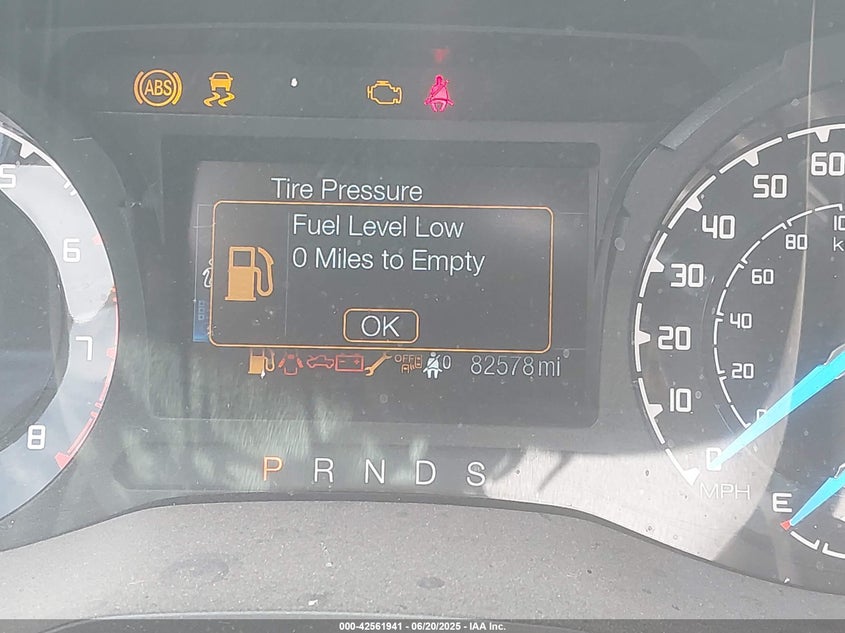 ABS
Tire Pressure
Fuel Level Low
0 Miles to Empty
OK
OFF
82578 mi
P R N D S
5
6
7
8
0
10
20
30
40
50
60
20
40
60
80
MPH
E
000-42561941 - 06/20/2025 - IAA Inc.